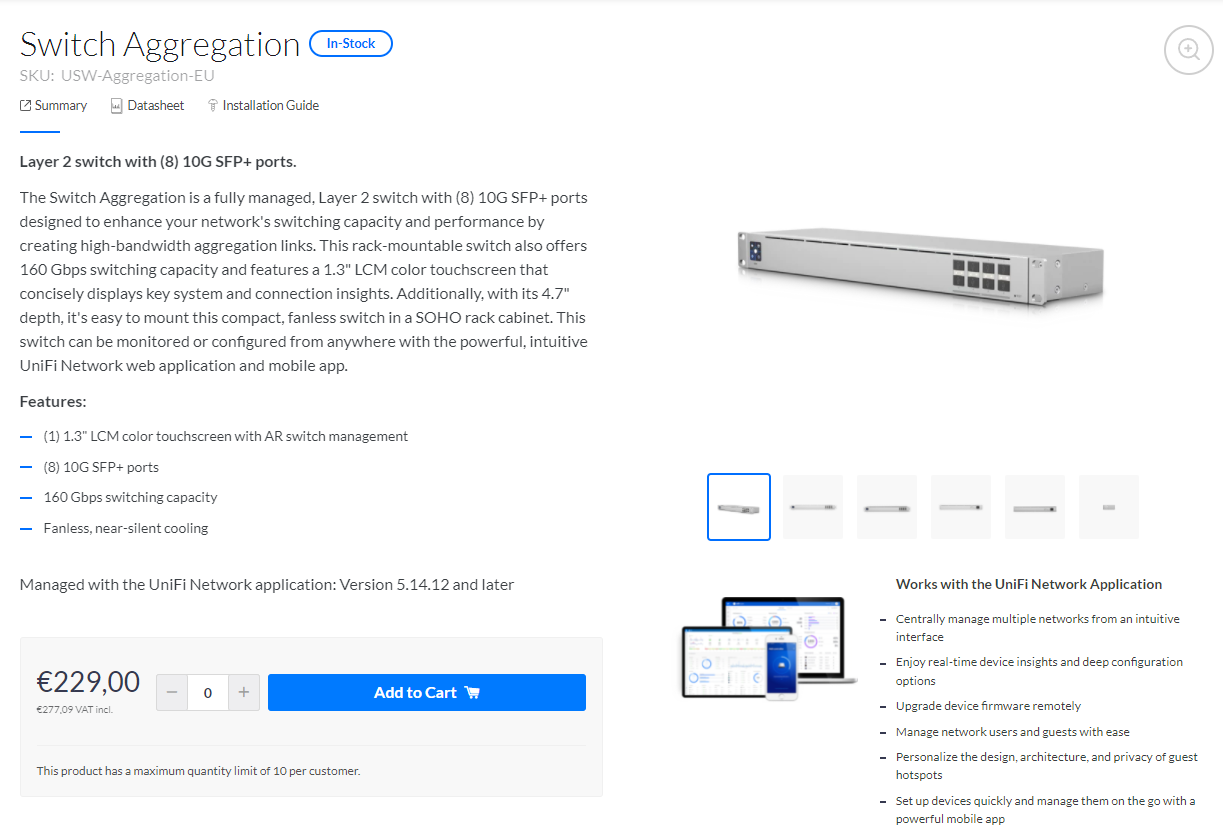 Switch Aggregation In-Stock
SKU: USW-Aggregation-EU
Summary Datasheet Installation Guide
Layer 2 switch with (8) 10G SFP+ ports.
The Switch Aggregation is a fully managed, Layer 2 switch with (8) 10G SFP+ ports
designed to enhance your network's switching capacity and performance by
creating high-bandwidth aggregation links. This rack-mountable switch also offers
160 Gbps switching capacity and features a 1.3" LCM color touchscreen that
concisely displays key system and connection insights. Additionally, with its 4.7"
depth, it's easy to mount this compact, fanless switch in a SOHO rack cabinet. This
switch can be monitored or configured from anywhere with the powerful, intuitive
UniFi Network web application and mobile app.
Features:
(1) 1.3" LCM color touchscreen with AR switch management
(8) 10G SFP+ ports
160 Gbps switching capacity
Fanless, near-silent cooling
Managed with the UniFi Network application: Version 5.14.12 and later
€229,00
€277,09 VAT incl.
− 0 +
Add to Cart
This product has a maximum quantity limit of 10 per customer.
Works with the UniFi Network Application
Centrally manage multiple networks from an intuitive
interface
Enjoy real-time device insights and deep configuration
options
Upgrade device firmware remotely
Manage network users and guests with ease
Personalize the design, architecture, and privacy of guest
hotspots
Set up devices quickly and manage them on the go with a
powerful mobile app